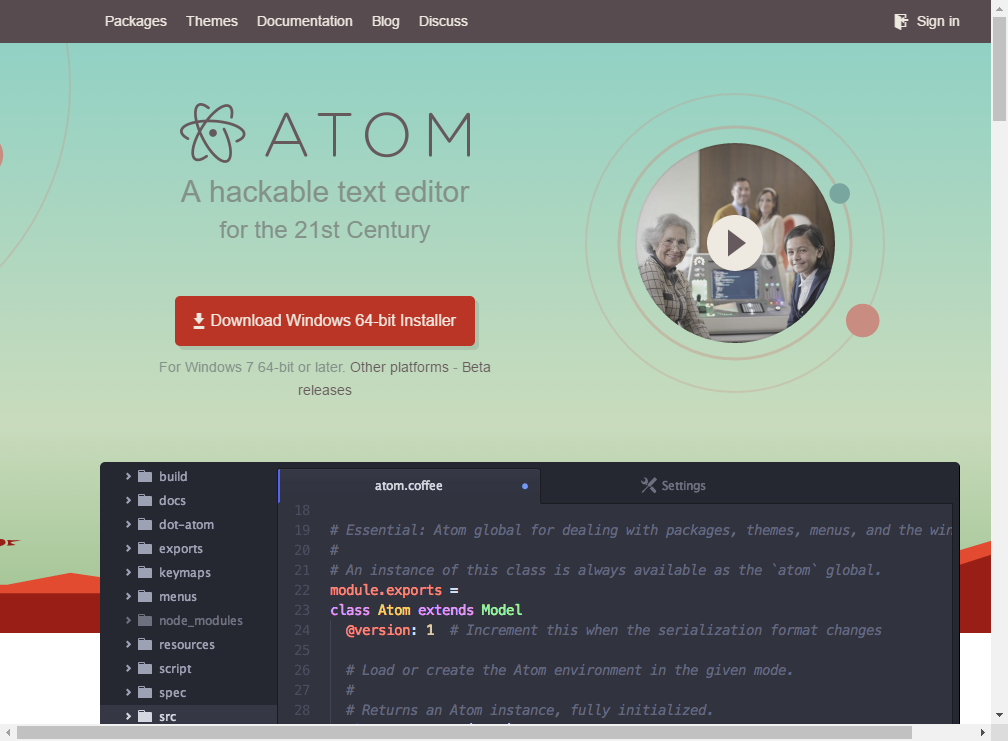 Packages Themes Documentation Blog Discuss Sign in
ATOM
A hackable text editor
for the 21st Century
Download Windows 64-bit Installer
For Windows 7 64-bit or later. Other platforms - Beta
releases
build
docs
dot-atom
exports
keymaps
menus
node_modules
resources
script
spec
src
atom.coffee
Settings
18
19 # Essential: Atom global for dealing with packages, themes, menus, and the win
20 #
21 # An instance of this class is always available as the `atom` global.
22 module.exports =
23 class Atom extends Model
24 @version: 1 # Increment this when the serialization format changes
25
26 # Load or create the Atom environment in the given mode.
27 #
28 # Returns an Atom instance, fully initialized.